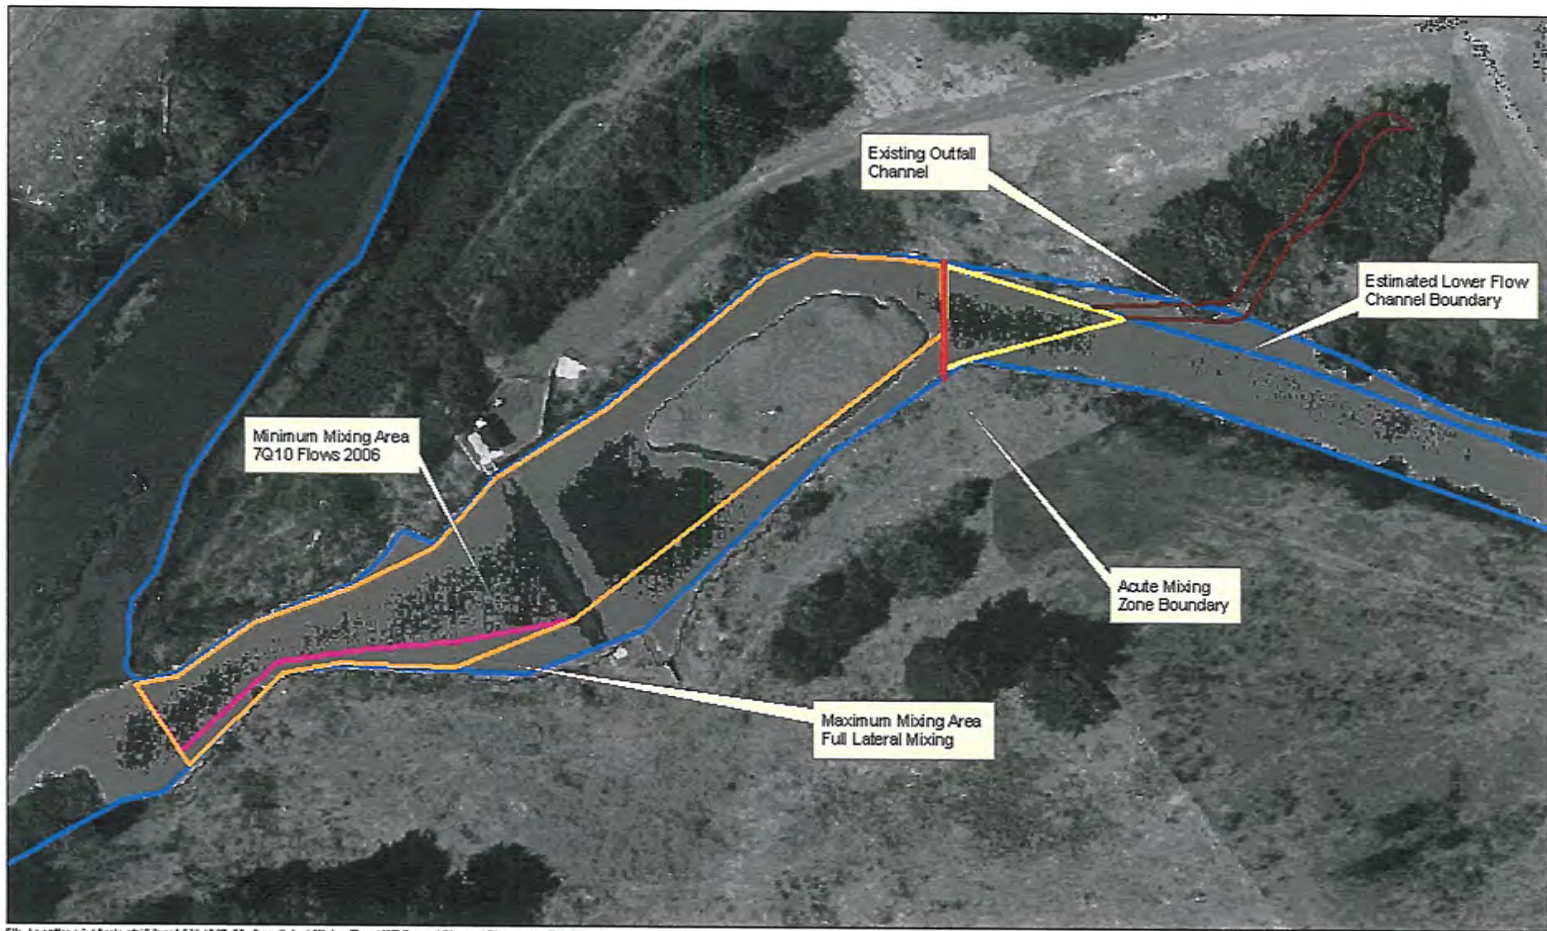 Existing Outfall
Channel
Estimated Lower Flow
Channel Boundary
Minimum Mixing Area
7Q10 Flows 2006
Acute Mixing
Zone Boundary
Maximum Mixing Area
Full Lateral Mixing